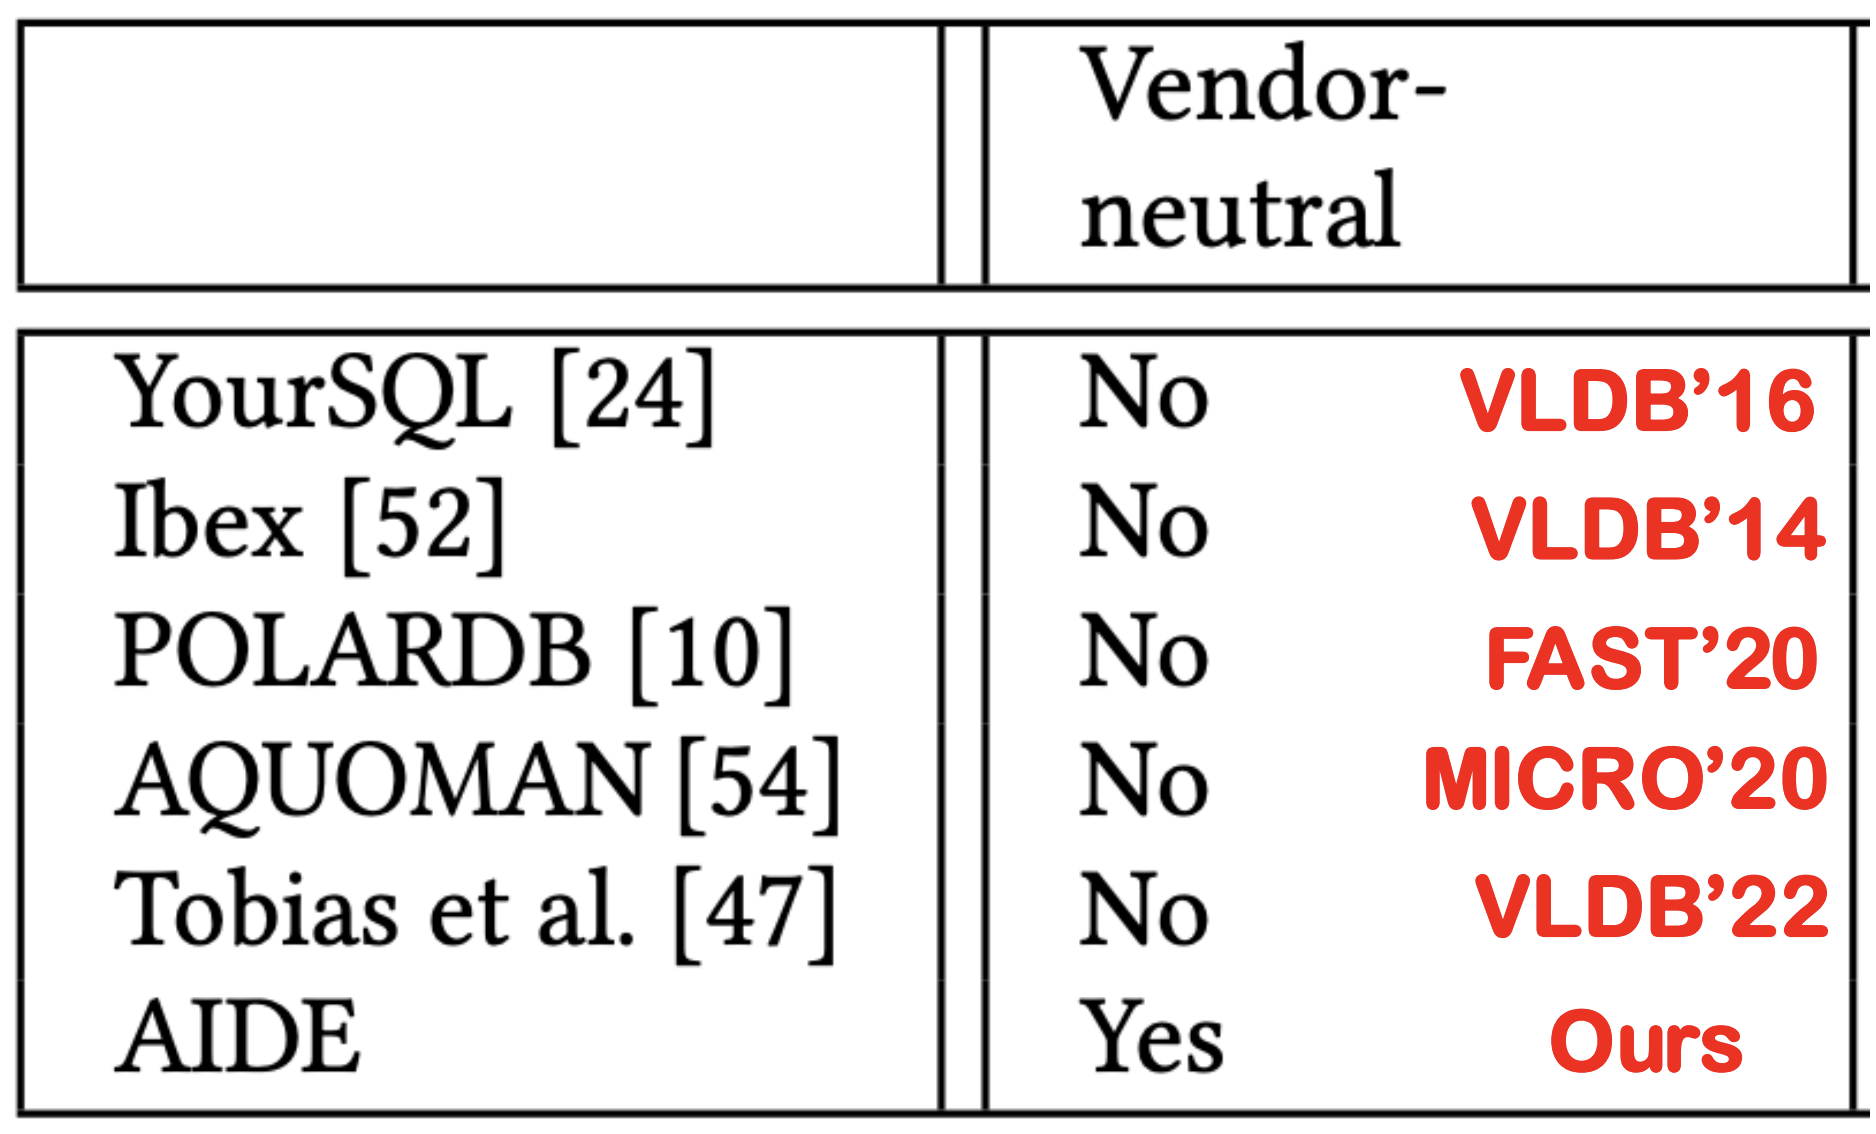 Vendor-
neutral
YourSQL [24] No VLDB’16
Ibex [52] No VLDB’14
POLARDB [10] No FAST’20
AQUOMAN [54] No MICRO’20
Tobias et al. [47] No VLDB’22
AIDE Yes Ours